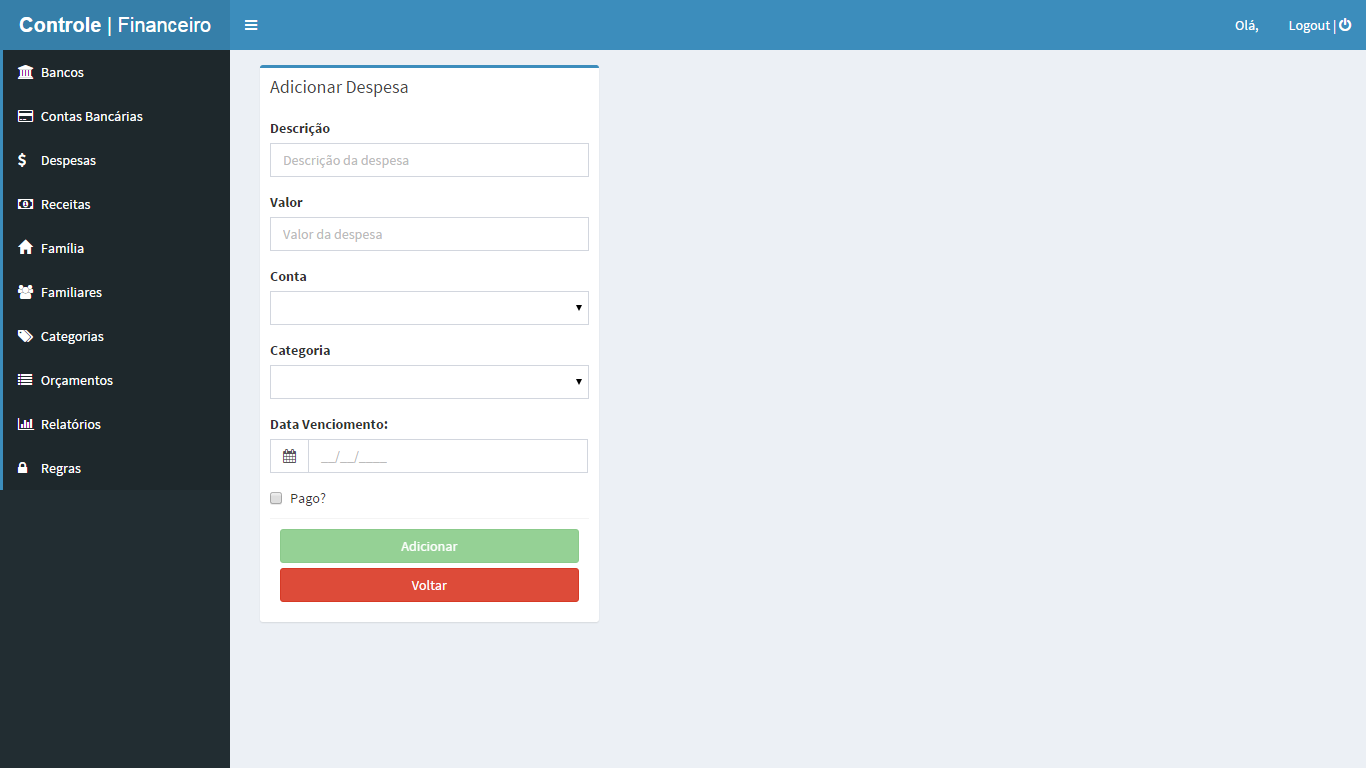 Controle | Financeiro
Olá,
Logout |
Bancos
Contas Bancárias
Despesas
Receitas
Família
Familiares
Categorias
Orçamentos
Relatórios
Regras
Adicionar Despesa
Descrição
Descrição da despesa
Valor
Valor da despesa
Conta
Categoria
Data Venciomento:
__/__/____
Pago?
Adicionar
Voltar